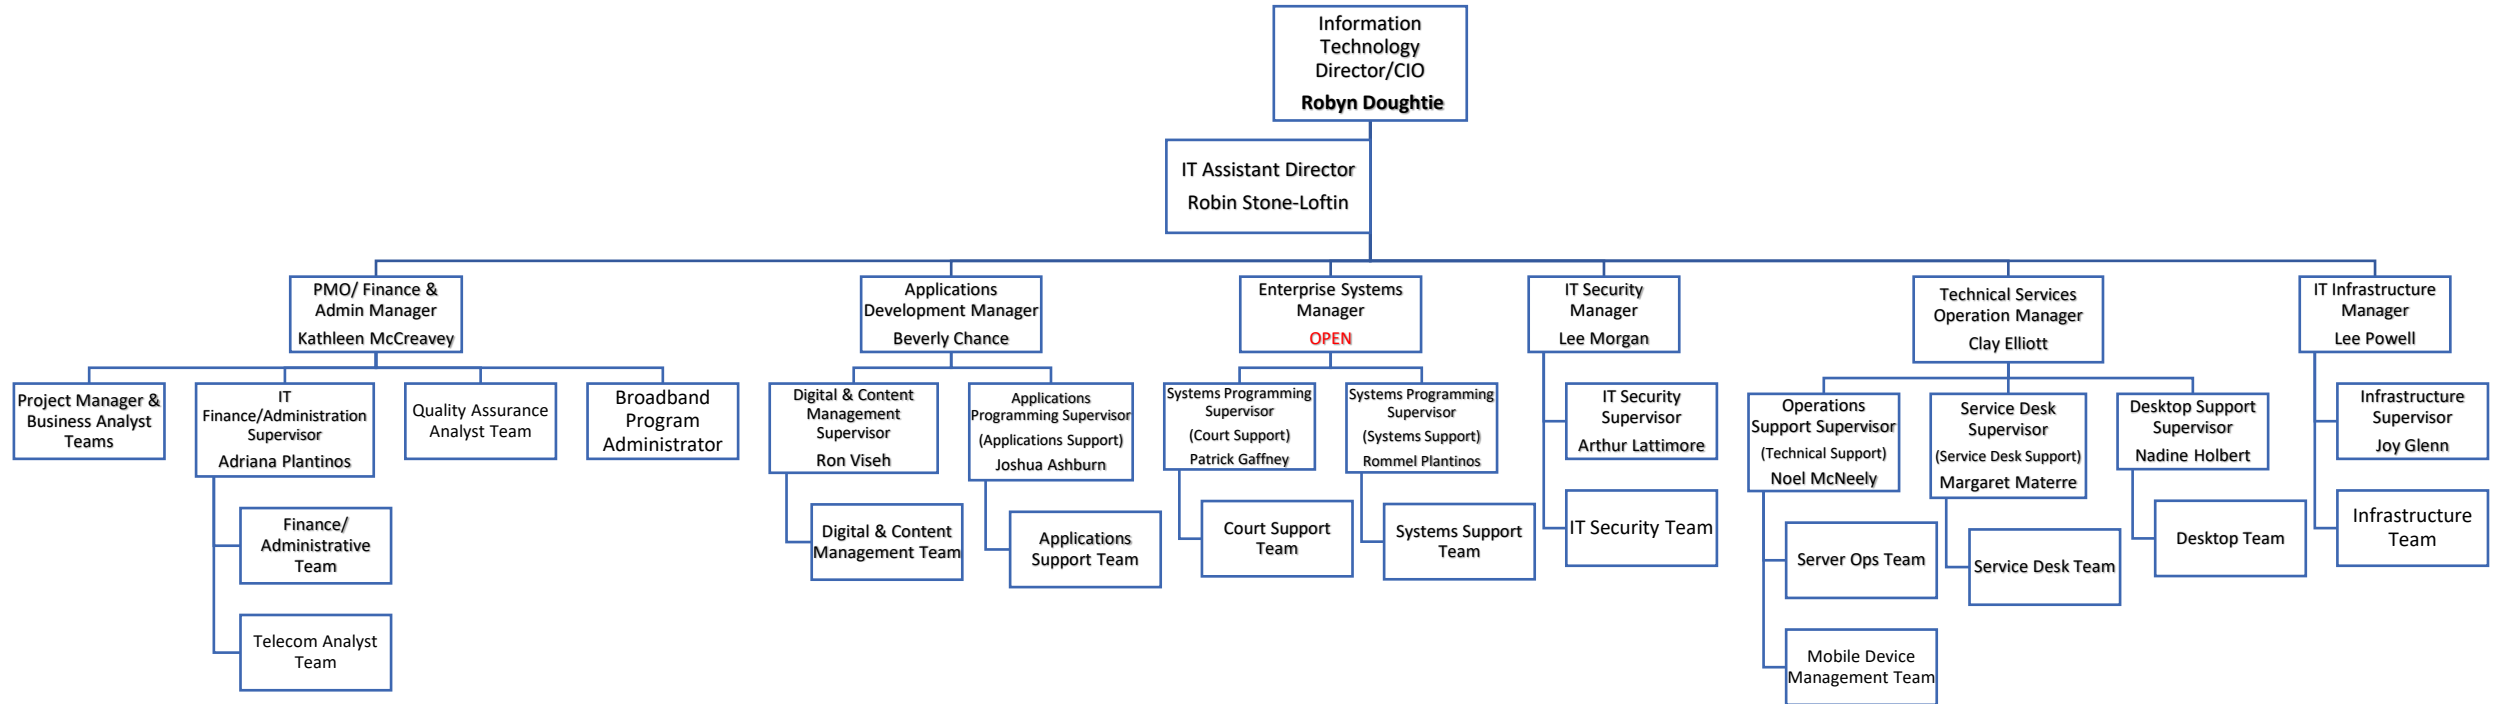 Information
Technology
Director/CIO
Robyn Doughtie
IT Assistant Director
Robin Stone-Loftin
PMO/ Finance &
Admin Manager
Kathleen McCreavey
Applications
Development Manager
Beverly Chance
Enterprise Systems
Manager
OPEN
IT Security
Manager
Lee Morgan
Technical Services
Operation Manager
Clay Elliott
IT Infrastructure
Manager
Lee Powell
Project Manager &
Business Analyst
Teams
IT
Finance/Administration
Supervisor
Adriana Plantinos
Quality Assurance
Analyst Team
Broadband
Program
Administrator
Digital & Content
Management
Supervisor
Ron Viseh
Applications
Programming Supervisor
(Applications Support)
Joshua Ashburn
Systems Programming
Supervisor
(Court Support)
Patrick Gaffney
Systems Programming
Supervisor
(Systems Support)
Rommel Plantinos
IT Security
Supervisor
Arthur Lattimore
Operations
Support Supervisor
(Technical Support)
Noel McNeely
Service Desk
Supervisor
(Service Desk Support)
Margaret Materre
Desktop Support
Supervisor
Nadine Holbert
Infrastructure
Supervisor
Joy Glenn
Finance/
Administrative
Team
Telecom Analyst
Team
Digital & Content
Management Team
Applications
Support Team
Court Support
Team
Systems Support
Team
IT Security Team
Server Ops Team
Mobile Device
Management Team
Service Desk Team
Desktop Team
Infrastructure
Team